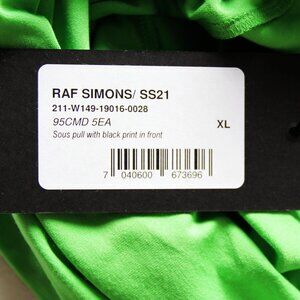 RAF SIMONS/ SS21
211-W149-19016-0028
95CMD 5EA
XL
Sous pull with black print in front
7 040600 673696